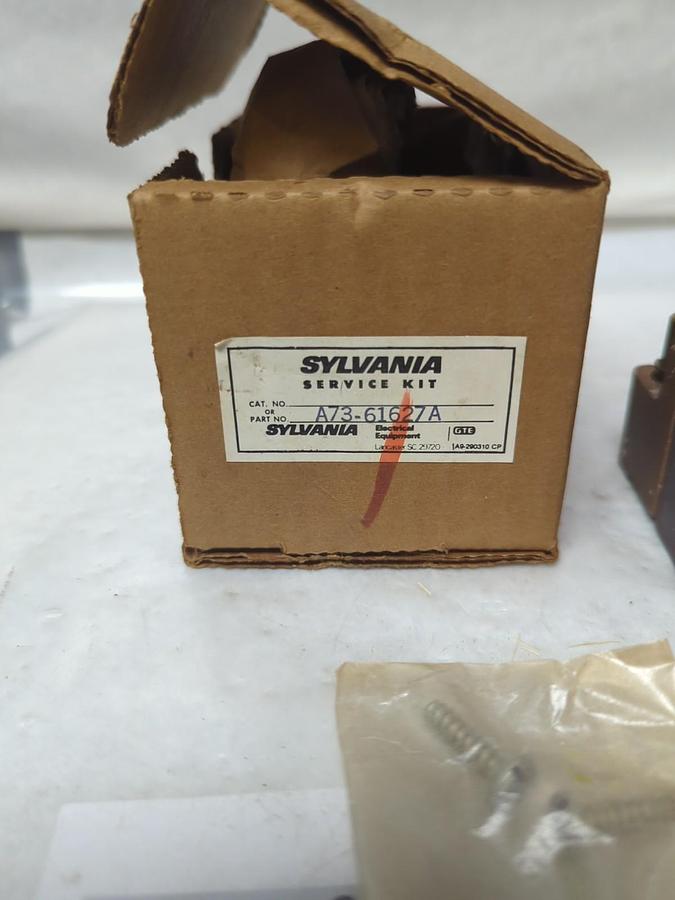 SYLVANIA
SERVICE KIT
CAT. NO.
OR
PART NO. A73-61627A
SYLVANIA Electrical Equipment GTE
Lancaster SC 29720 A9-290310 CP